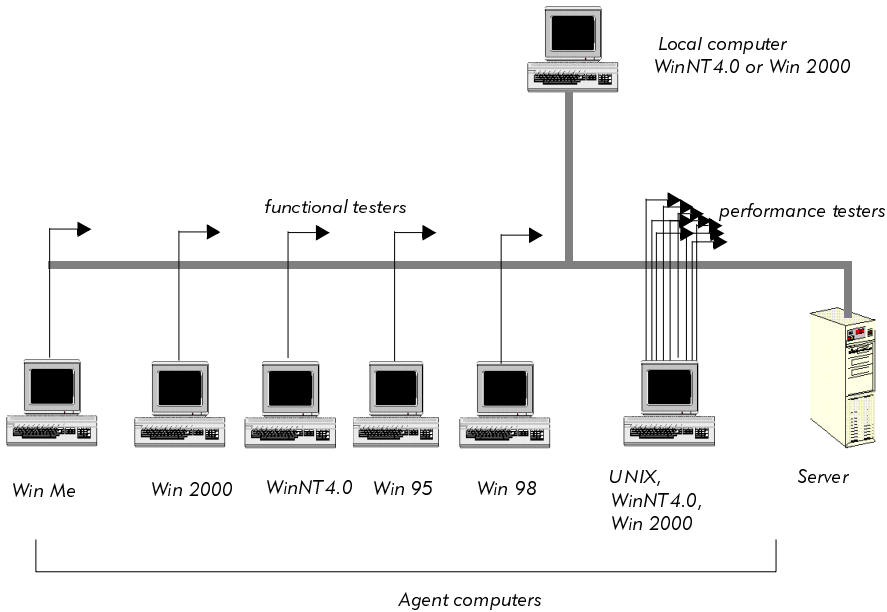 Local computer
WinNT4.0 or Win 2000
functional testers
performance testers
Win Me
Win 2000
WinNT4.0
Win 95
Win 98
UNIX,
WinNT4.0,
Win 2000
Server
Agent computers